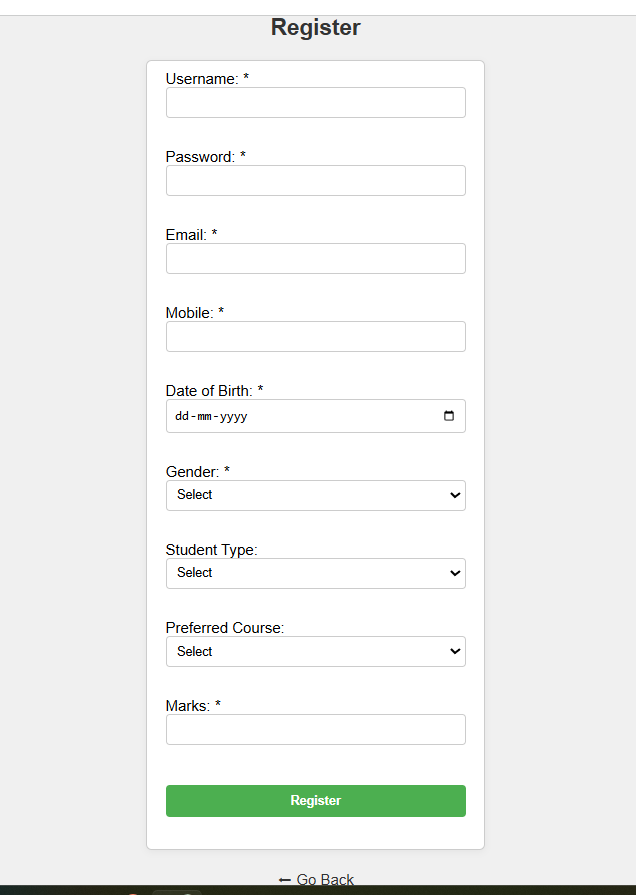 Register
Username: *
Password: *
Email: *
Mobile: *
Date of Birth: *
dd-mm-yyyy
Gender: *
Select
Student Type:
Select
Preferred Course:
Select
Marks: *
Register
← Go Back